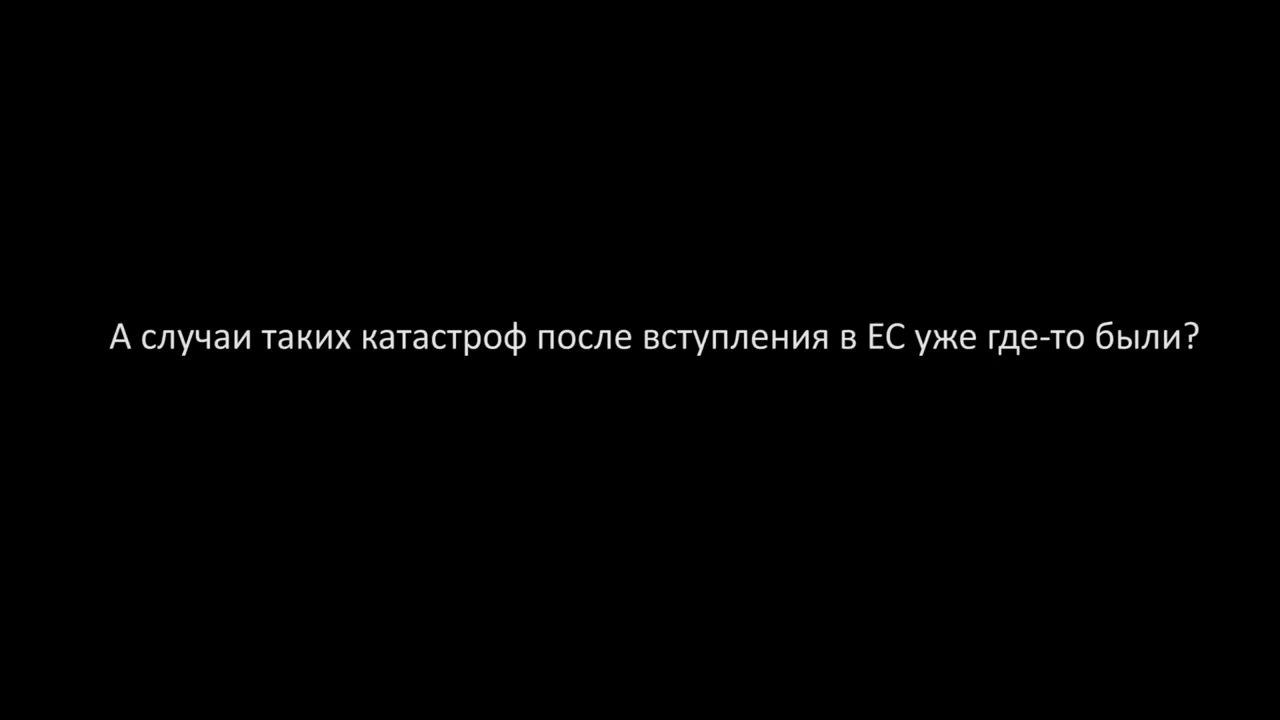 А случаи таких катастроф после вступления в ЕС уже где-то были?